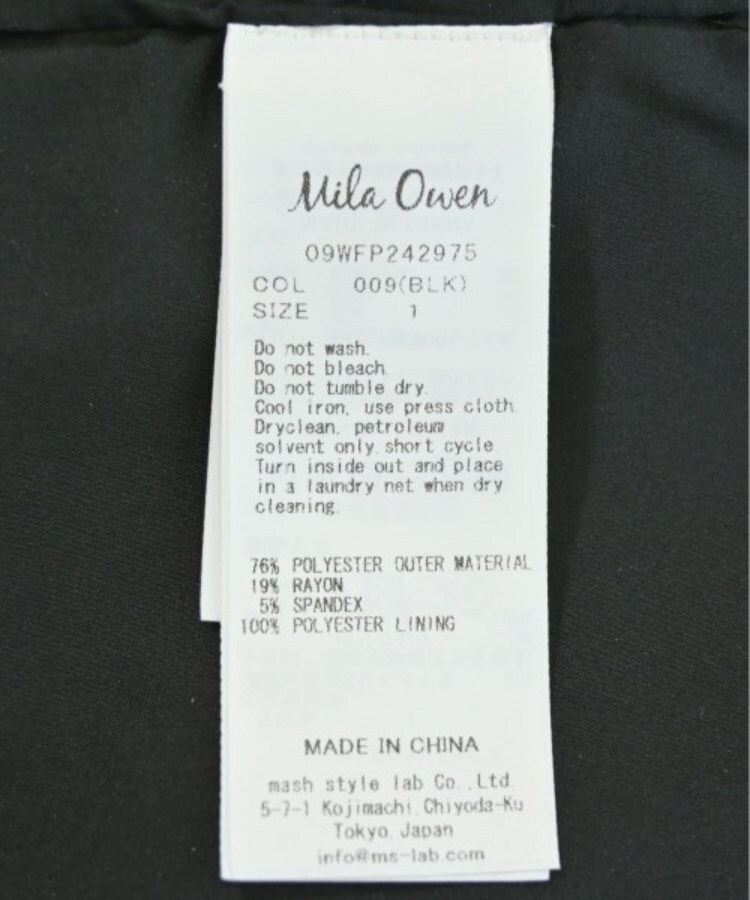 Mila Owen
09WFP242975
COL 009(BLK)
SIZE 1
Do not wash.
Do not bleach.
Do not tumble dry.
Cool iron, use press cloth.
Dryclean, petroleum
solvent only.short cycle.
Turn inside out and place
in a laundry net when dry
cleaning.
76% POLYESTER OUTER MATERIAL
19% RAYON
5% SPANDEX
100% POLYESTER LINING
MADE IN CHINA
mash style lab Co.,Ltd.
5-7-1 Kojimachi,Chiyoda-Ku
Tokyo,Japan
info@ms-lab.com